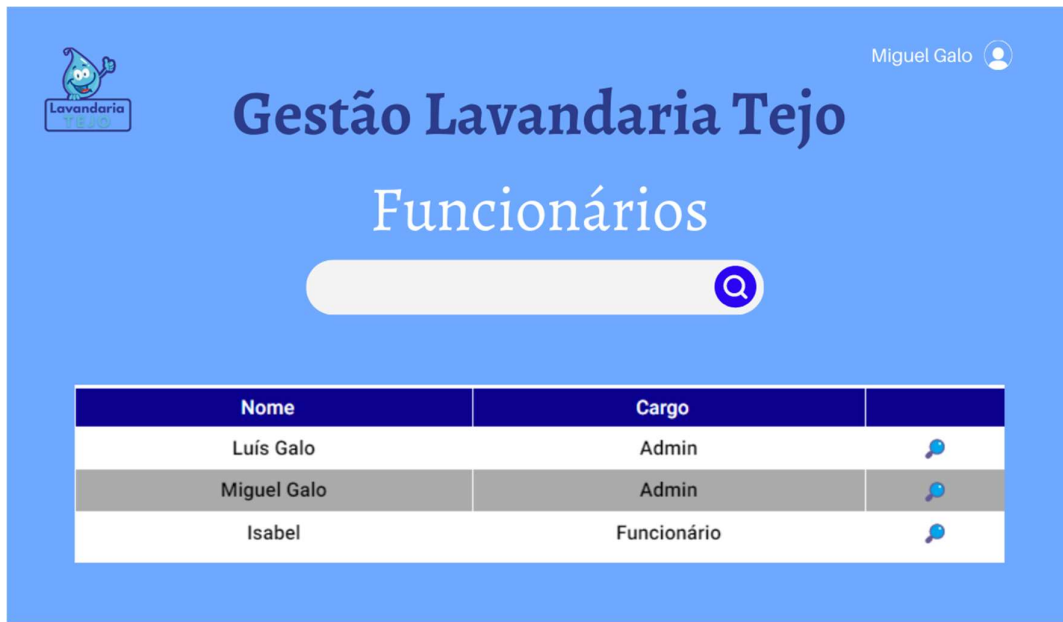 Miguel Galo
Lavandaria
TEJO
Gestão Lavandaria Tejo
Funcionários
Nome Cargo
Luís Galo Admin
Miguel Galo Admin
Isabel Funcionário